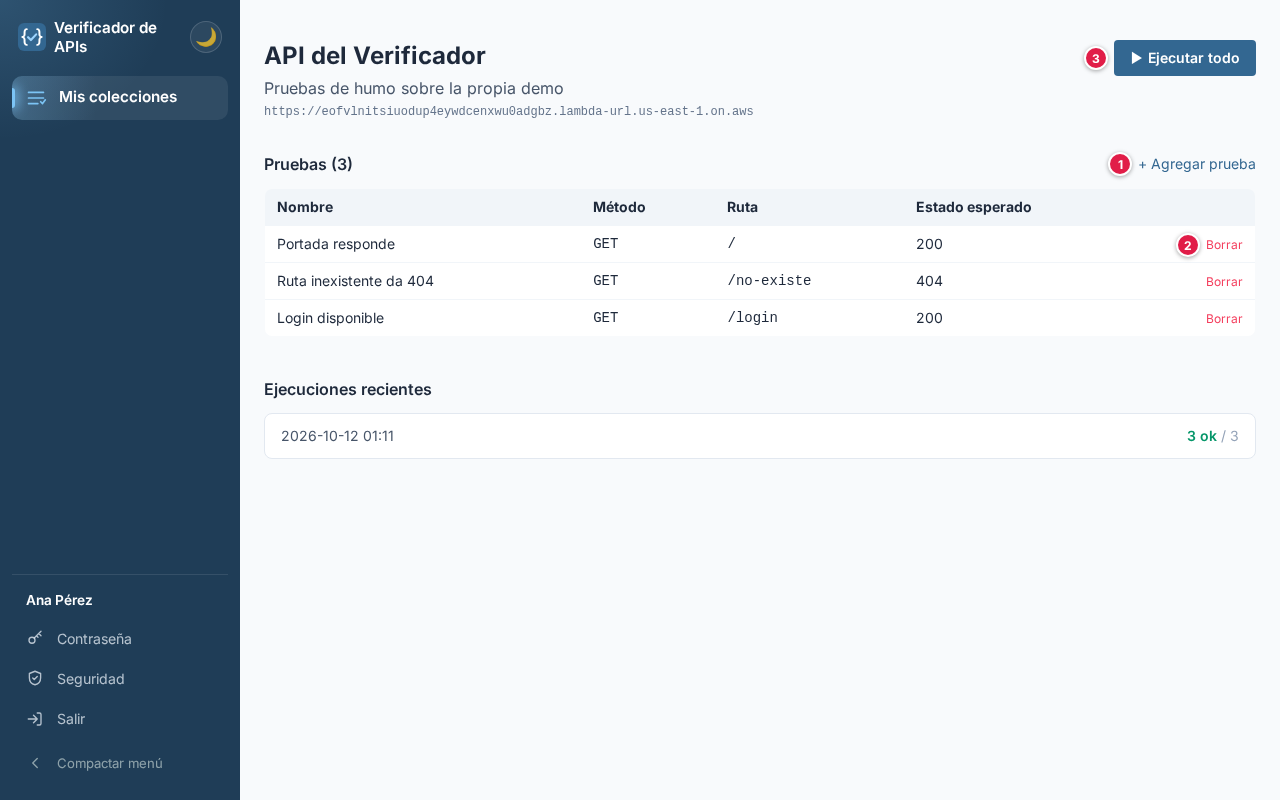 Verificador de
APIs
Mis colecciones
Ana Pérez
Contraseña
Seguridad
Salir
Compactar menú
API del Verificador
3 ▶ Ejecutar todo
Pruebas de humo sobre la propia demo
https://eofvlnitsiuodup4eywdcenxwu0adgbz.lambda-url.us-east-1.on.aws
Pruebas (3) 1 + Agregar prueba
Nombre Método Ruta Estado esperado
Portada responde GET / 200 2 Borrar
Ruta inexistente da 404 GET /no-existe 404 Borrar
Login disponible GET /login 200 Borrar
Ejecuciones recientes
2026-10-12 01:11 3 ok / 3